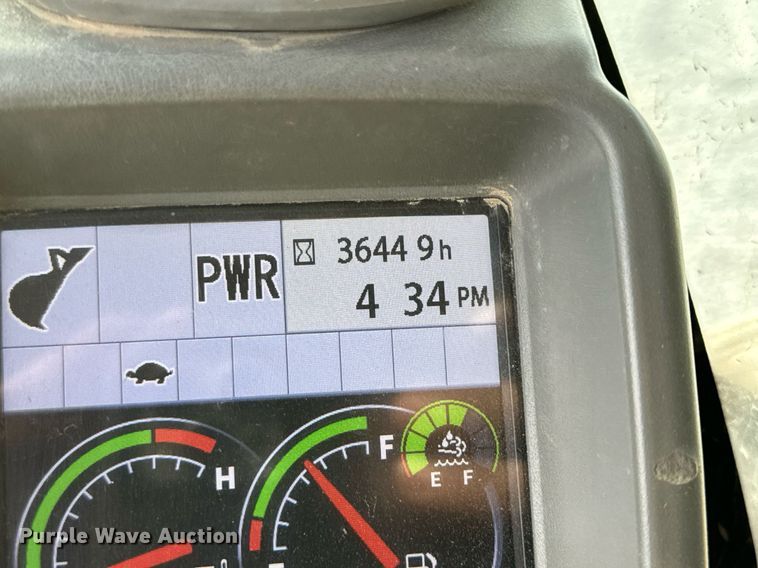 PWR
3644 9h
4 34 PM
H
F
E F
E
Purple Wave Auction